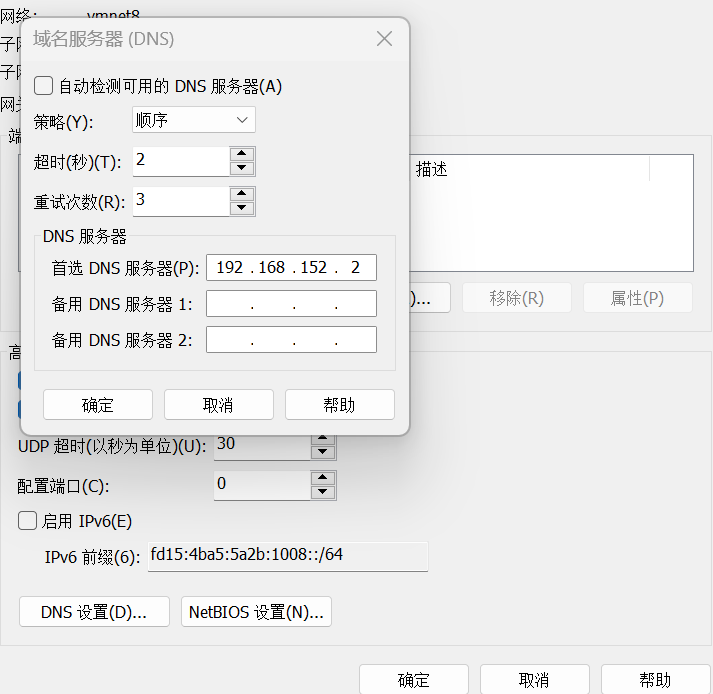 网络: vmnet8
域名服务器 (DNS)
自动检测可用的 DNS 服务器(A)
策略(Y): 顺序
超时(秒)(T): 2
重试次数(R): 3
DNS 服务器
首选 DNS 服务器(P): 192 . 168 . 152 . 2
备用 DNS 服务器 1: . . .
备用 DNS 服务器 2: . . .
确定 取消 帮助
子
子
网
端
描述
)... 移除(R) 属性(P)
高
UDP 超时(以秒为单位)(U): 30
配置端口(C): 0
启用 IPv6(E)
IPv6 前缀(6): fd15:4ba5:5a2b:1008::/64
DNS 设置(D)... NetBIOS 设置(N)...
确定 取消 帮助